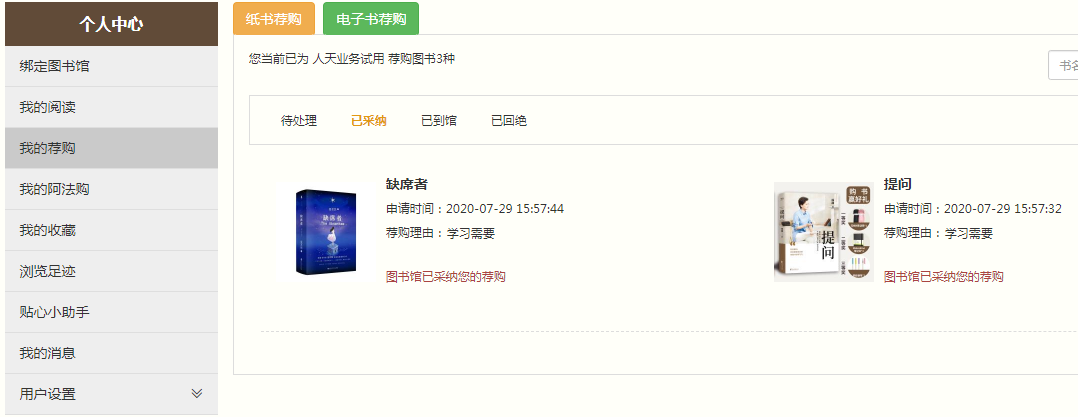 个人中心
绑定图书馆
我的阅读
我的荐购
我的阿法购
我的收藏
浏览足迹
贴心小助手
我的消息
用户设置
纸书荐购
电子书荐购
您当前已为 人天业务试用 荐购图书3种
书名
待处理
已采纳
已到馆
已回绝
缺席者
缺席者
申请时间：2020-07-29 15:57:44
荐购理由：学习需要
图书馆已采纳您的荐购
提问
购 书
赢好礼
提问
申请时间：2020-07-29 15:57:32
荐购理由：学习需要
图书馆已采纳您的荐购